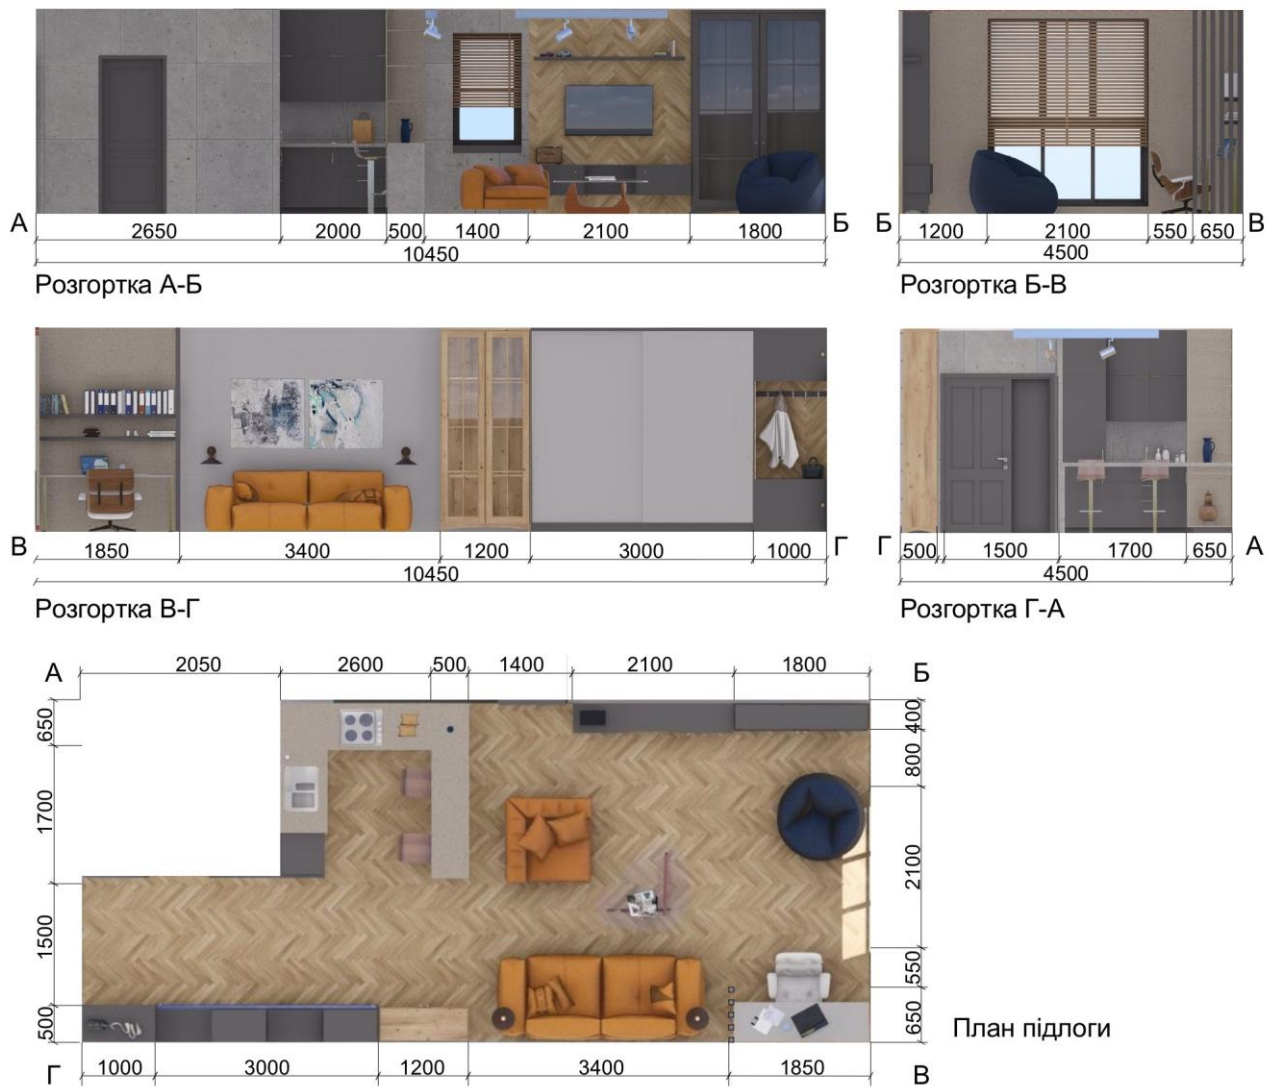 А Б
2650 2000 500 1400 2100 1800
10450
Розгортка А-Б
Б В
1200 2100 550 650
4500
Розгортка Б-В
В Г
1850 3400 1200 3000 1000
10450
Розгортка В-Г
Г А
500 1500 1700 650
4500
Розгортка Г-А
А Б
2050 2600 500 1400 2100 1800
650 1700 1500 500
400 800 2100 550 650
План підлоги
Г В
1000 3000 1200 3400 1850